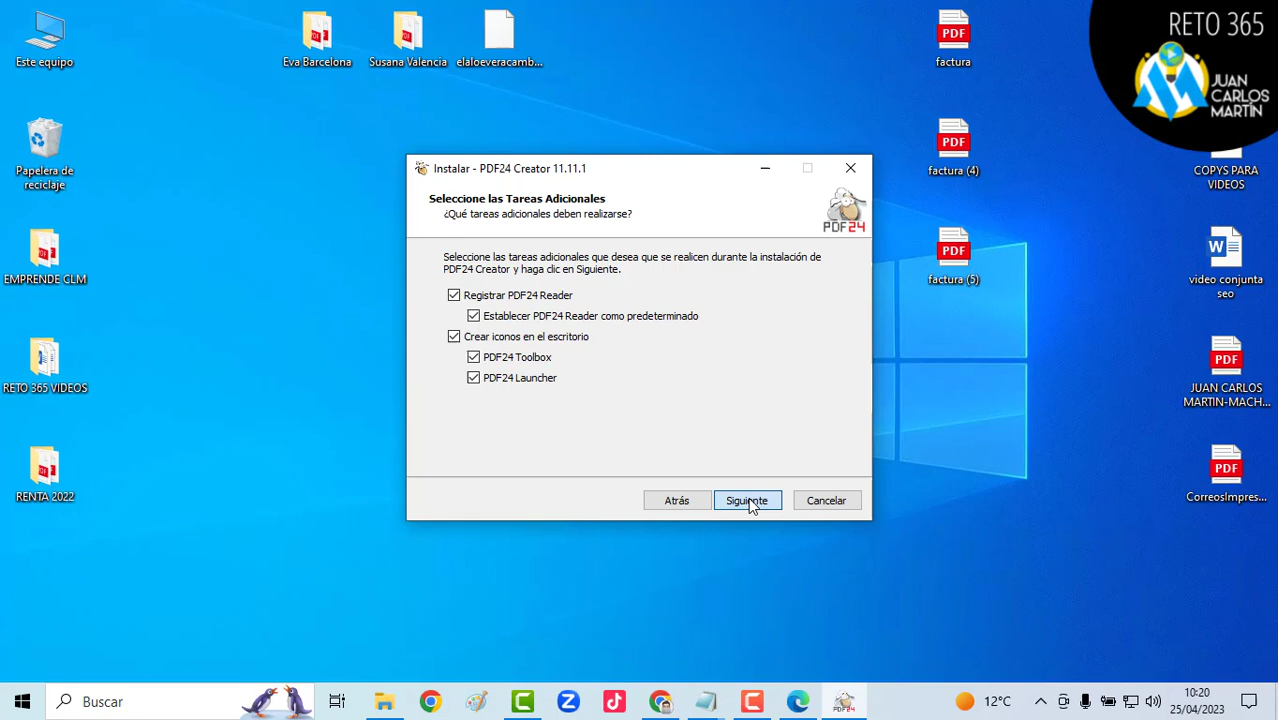 RETO 365
JUAN
CARLOS
MARTÍN
Este equipo
Eva Barcelona
Susana Valencia
elaloeveracamb...
PDF
factura
Papelera de
reciclaje
PDF
factura (4)
COPYS PARA
VIDEOS
EMPRENDE CLM
PDF
factura (5)
W
video conjunta
seo
RETO 365 VIDEOS
PDF
JUAN CARLOS
MARTIN-MACH...
RENTA 2022
PDF
CorreosImpres...
Instalar - PDF24 Creator 11.11.1
Seleccione las Tareas Adicionales
¿Qué tareas adicionales deben realizarse?
PDF24
Seleccione las tareas adicionales que desea que se realicen durante la instalación de
PDF24 Creator y haga clic en Siguiente.
Registrar PDF24 Reader
Establecer PDF24 Reader como predeterminado
Crear iconos en el escritorio
PDF24 Toolbox
PDF24 Launcher
Atrás
Siguiente
Cancelar
Buscar
PDF24
12°C
10:20
25/04/2023